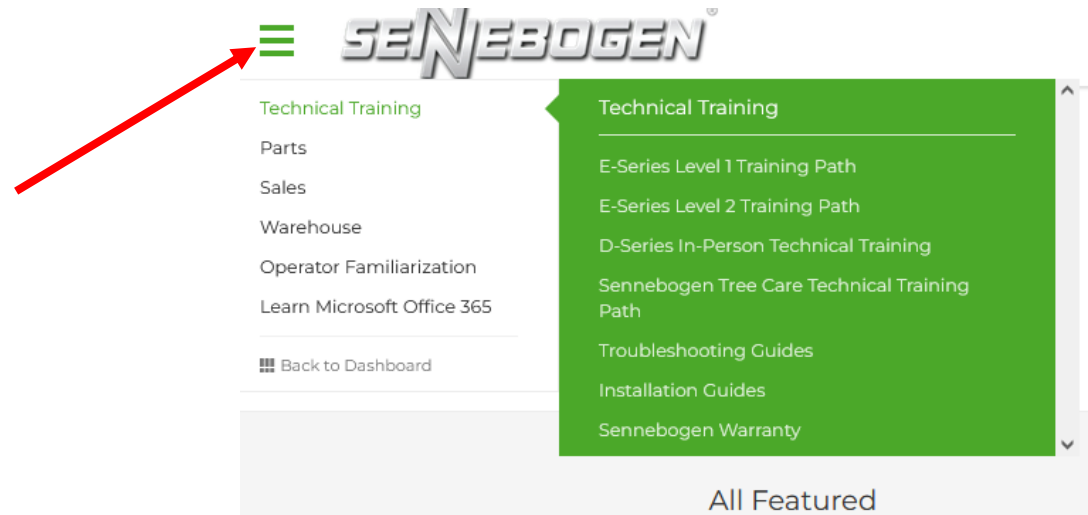 SENNEBOGEN®
Technical Training
Parts
Sales
Warehouse
Operator Familiarization
Learn Microsoft Office 365
Back to Dashboard
Technical Training
E-Series Level 1 Training Path
E-Series Level 2 Training Path
D-Series In-Person Technical Training
Sennebogen Tree Care Technical Training
Path
Troubleshooting Guides
Installation Guides
Sennebogen Warranty
All Featured